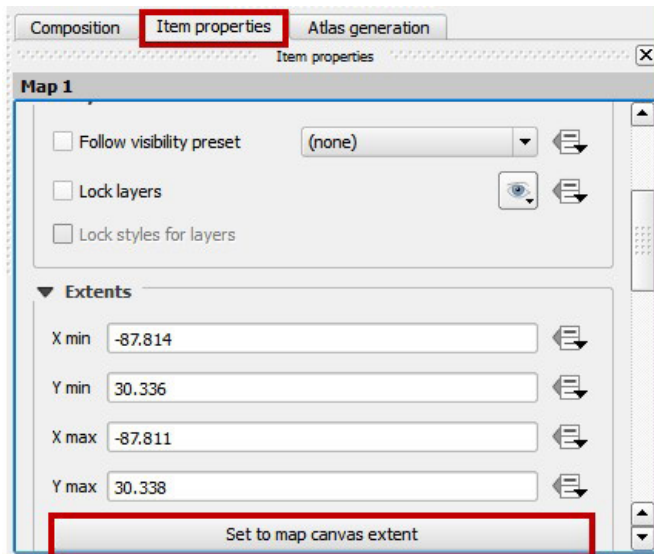 Composition Item properties Atlas generation
Item properties
Map 1
Follow visibility preset (none)
Lock layers
Lock styles for layers
Extents
X min -87.814
Y min 30.336
X max -87.811
Y max 30.338
Set to map canvas extent